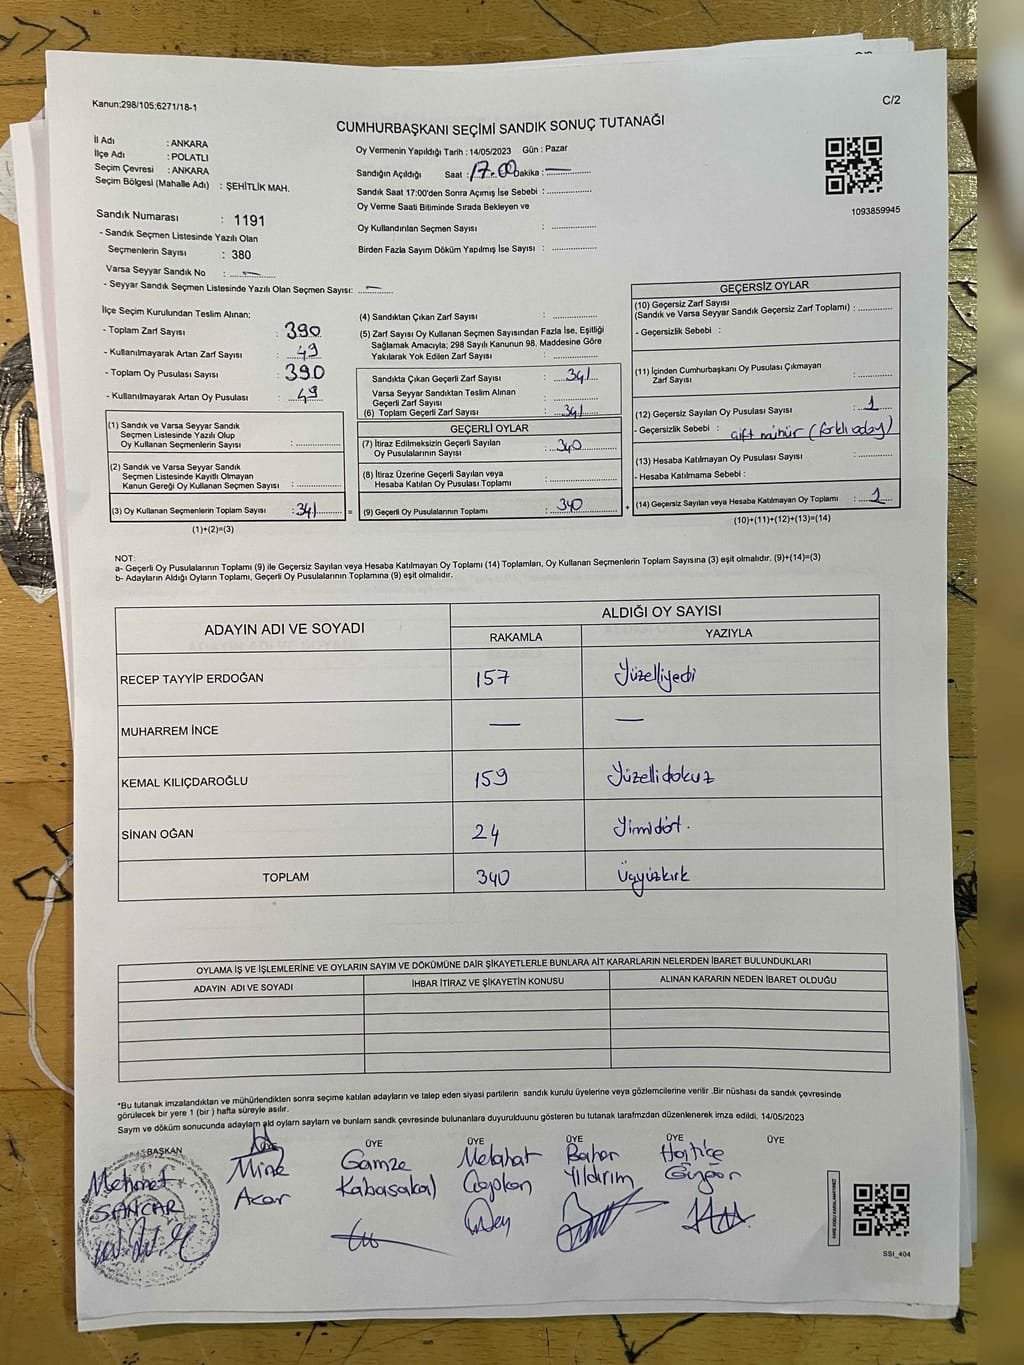 Kanun:298/105;6271/18-1
C/2
CUMHURBAŞKANI SEÇİMİ SANDIK SONUÇ TUTANAĞI
İl Adı : ANKARA
İlçe Adı : POLATLI
Seçim Çevresi : ANKARA
Seçim Bölgesi (Mahalle Adı) : ŞEHİTLİK MAH.
Sandık Numarası : 1191
- Sandık Seçmen Listesinde Yazılı Olan
Seçmenlerin Sayısı : 380
Varsa Seyyar Sandık No : —
- Seyyar Sandık Seçmen Listesinde Yazılı Olan Seçmen Sayısı: —
Oy Vermenin Yapıldığı Tarih : 14/05/2023 Gün : Pazar
Sandığın Açıldığı Saat : 17.00 Dakika : —
Sandık Saat 17:00'den Sonra Açımış İse Sebebi :
Oy Verme Saati Bitiminde Sırada Bekleyen ve
Oy Kullandırılan Seçmen Sayısı :
Birden Fazla Sayım Döküm Yapılmış İse Sayısı :
1093859945
İlçe Seçim Kurulundan Teslim Alınan:
- Toplam Zarf Sayısı : 390
- Kullanılmayarak Artan Zarf Sayısı : 49
- Toplam Oy Pusulası Sayısı : 390
- Kullanılmayarak Artan Oy Pusulası : 49
(1) Sandık ve Varsa Seyyar Sandık
Seçmen Listesinde Yazılı Olup
Oy Kullanan Seçmenlerin Sayısı :
(2) Sandık ve Varsa Seyyar Sandık
Seçmen Listesinde Kayıtlı Olmayan
Kanun Gereği Oy Kullanan Seçmen Sayısı :
(3) Oy Kullanan Seçmenlerin Toplam Sayısı : 341
(1)+(2)=(3)
(4) Sandıktan Çıkan Zarf Sayısı :
(5) Zarf Sayısı Oy Kullanan Seçmen Sayısından Fazla İse, Eşitliği
Sağlamak Amacıyla; 298 Sayılı Kanunun 98. Maddesine Göre
Yakılarak Yok Edilen Zarf Sayısı :
Sandıkta Çıkan Geçerli Zarf Sayısı : 341
Varsa Seyyar Sandıktan Teslim Alınan
Geçerli Zarf Sayısı :
(6) Toplam Geçerli Zarf Sayısı : 341
GEÇERLİ OYLAR
(7) İtiraz Edilmeksizin Geçerli Sayılan
Oy Pusulalarının Sayısı : 340
(8) İtiraz Üzerine Geçerli Sayılan veya
Hesaba Katılan Oy Pusulası Toplamı :
= (9) Geçerli Oy Pusulalarının Toplamı : 340 +
GEÇERSİZ OYLAR
(10) Geçersiz Zarf Sayısı
(Sandık ve Varsa Seyyar Sandık Geçersiz Zarf Toplamı) :
- Geçersizlik Sebebi :
(11) İçinden Cumhurbaşkanı Oy Pusulası Çıkmayan
Zarf Sayısı :
(12) Geçersiz Sayılan Oy Pusulası Sayısı : 1
- Geçersizlik Sebebi : çift mühür (farklı aday)
(13) Hesaba Katılmayan Oy Pusulası Sayısı :
- Hesaba Katılmama Sebebi :
(14) Geçersiz Sayılan veya Hesaba Katılmayan Oy Toplamı : 1
(10)+(11)+(12)+(13)=(14)
NOT:
a- Geçerli Oy Pusulalarının Toplamı (9) ile Geçersiz Sayılan veya Hesaba Katılmayan Oy Toplamı (14) Toplamları, Oy Kullanan Seçmenlerin Toplam Sayısına (3) eşit olmalıdır. (9)+(14)=(3)
b- Adayların Aldığı Oyların Toplamı, Geçerli Oy Pusulalarının Toplamına (9) eşit olmalıdır.
ADAYIN ADI VE SOYADI ALDIĞI OY SAYISI
RAKAMLA YAZIYLA
RECEP TAYYİP ERDOĞAN 157 Yüzelliyedi
MUHARREM İNCE — —
KEMAL KILIÇDAROĞLU 159 Yüzellidokuz
SİNAN OĞAN 24 Yirmidört.
TOPLAM 340 Üçyüzkırk
OYLAMA İŞ VE İŞLEMLERİNE VE OYLARIN SAYIM VE DÖKÜMÜNE DAİR ŞİKAYETLERLE BUNLARA AİT KARARLARIN NELERDEN İBARET BULUNDUKLARI
ADAYIN ADI VE SOYADI İHBAR İTİRAZ VE ŞİKAYETİN KONUSU ALINAN KARARIN NEDEN İBARET OLDUĞU
*Bu tutanak imzalandıktan ve mühürlendikten sonra seçime katılan adayların ve talep eden siyasi partilerin sandık kurulu üyelerine veya gözlemcilerine verilir .Bir nüshası da sandık çevresinde
görülecek bir yere 1 (bir ) hafta süreyle asılır.
Sayım ve döküm sonucunda adayların aldı oyların sayları ve bunların sandk çevresinde bulunanlara duyurulduunu gösteren bu tutanak tarafmzdan düzenlenerek imza edildi. 14/05/2023
BAŞKAN ÜYE ÜYE ÜYE ÜYE ÜYE
Mehmet Mine Gamze Melahat Bahar Hatice
SANCAR Acar Kabasakal Yıldırım Güngör
SSI_404